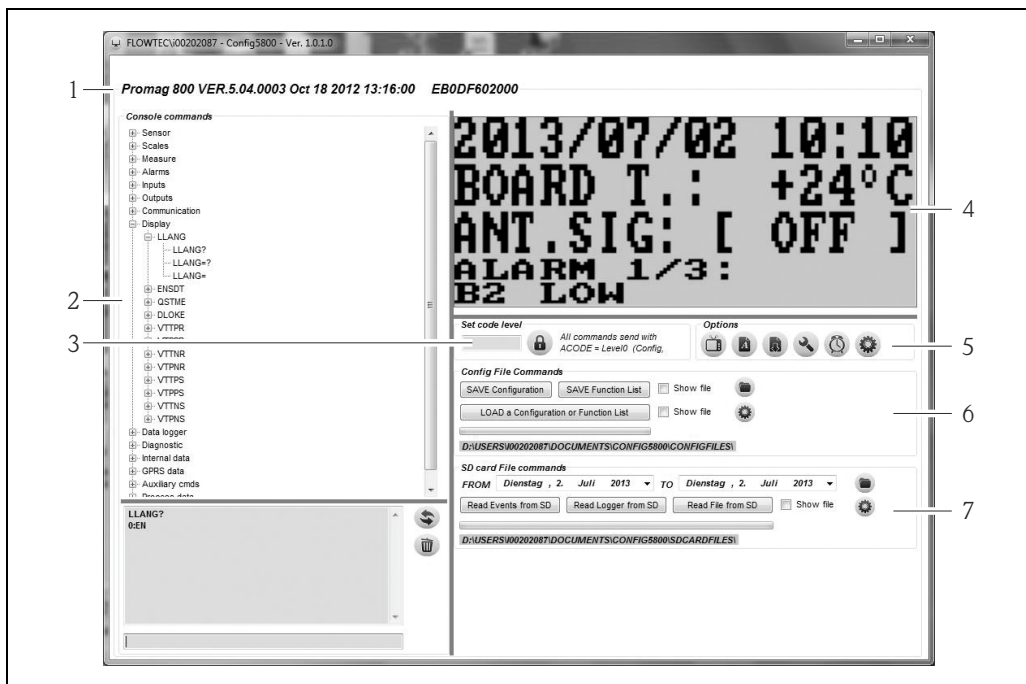 FLOWTEC\i00202087 - Config5800 - Ver. 1.0.1.0
1
Promag 800 VER.5.04.0003 Oct 18 2012 13:16:00 EB0DF602000
Console commands
Sensor
Scales
Measure
Alarms
Inputs
Outputs
Communication
Display
LLANG
LLANG?
LLANG=?
LLANG=
ENSDT
QSTME
DLOKE
VTTPR
VTTNR
VTPNR
VTTPS
VTPPS
VTTNS
VTPNS
Data logger
Diagnostic
Internal data
GPRS data
Auxiliary cmds
Process data
2
3
LLANG?
0:EN
2013/07/02 10:10
BOARD T.: +24°C
ANT.SIG: [ OFF ]
ALARM 1/3:
B2 LOW
4
Set code level
All commands send with
ACODE = Level0 (Config,
Options
5
Config File Commands
SAVE Configuration SAVE Function List Show file
LOAD a Configuration or Function List Show file
6
D:\USERS\I00202087\DOCUMENTS\CONFIG5800\CONFIGFILES\
SD card File commands
FROM Dienstag , 2. Juli 2013 TO Dienstag , 2. Juli 2013
Read Events from SD Read Logger from SD Read File from SD Show file
7
D:\USERS\I00202087\DOCUMENTS\CONFIG5800\SDCARDFILES\